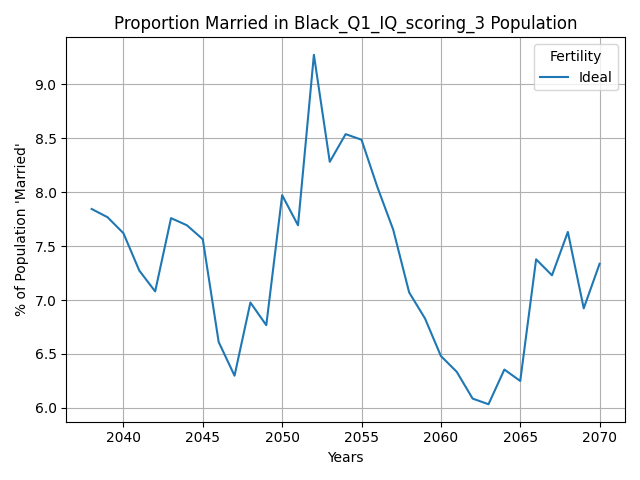 Proportion Married in Black_Q1_IQ_scoring_3 Population
Fertility
Ideal
% of Population 'Married'
9.0
8.5
8.0
7.5
7.0
6.5
6.0
2040 2045 2050 2055 2060 2065 2070
Years